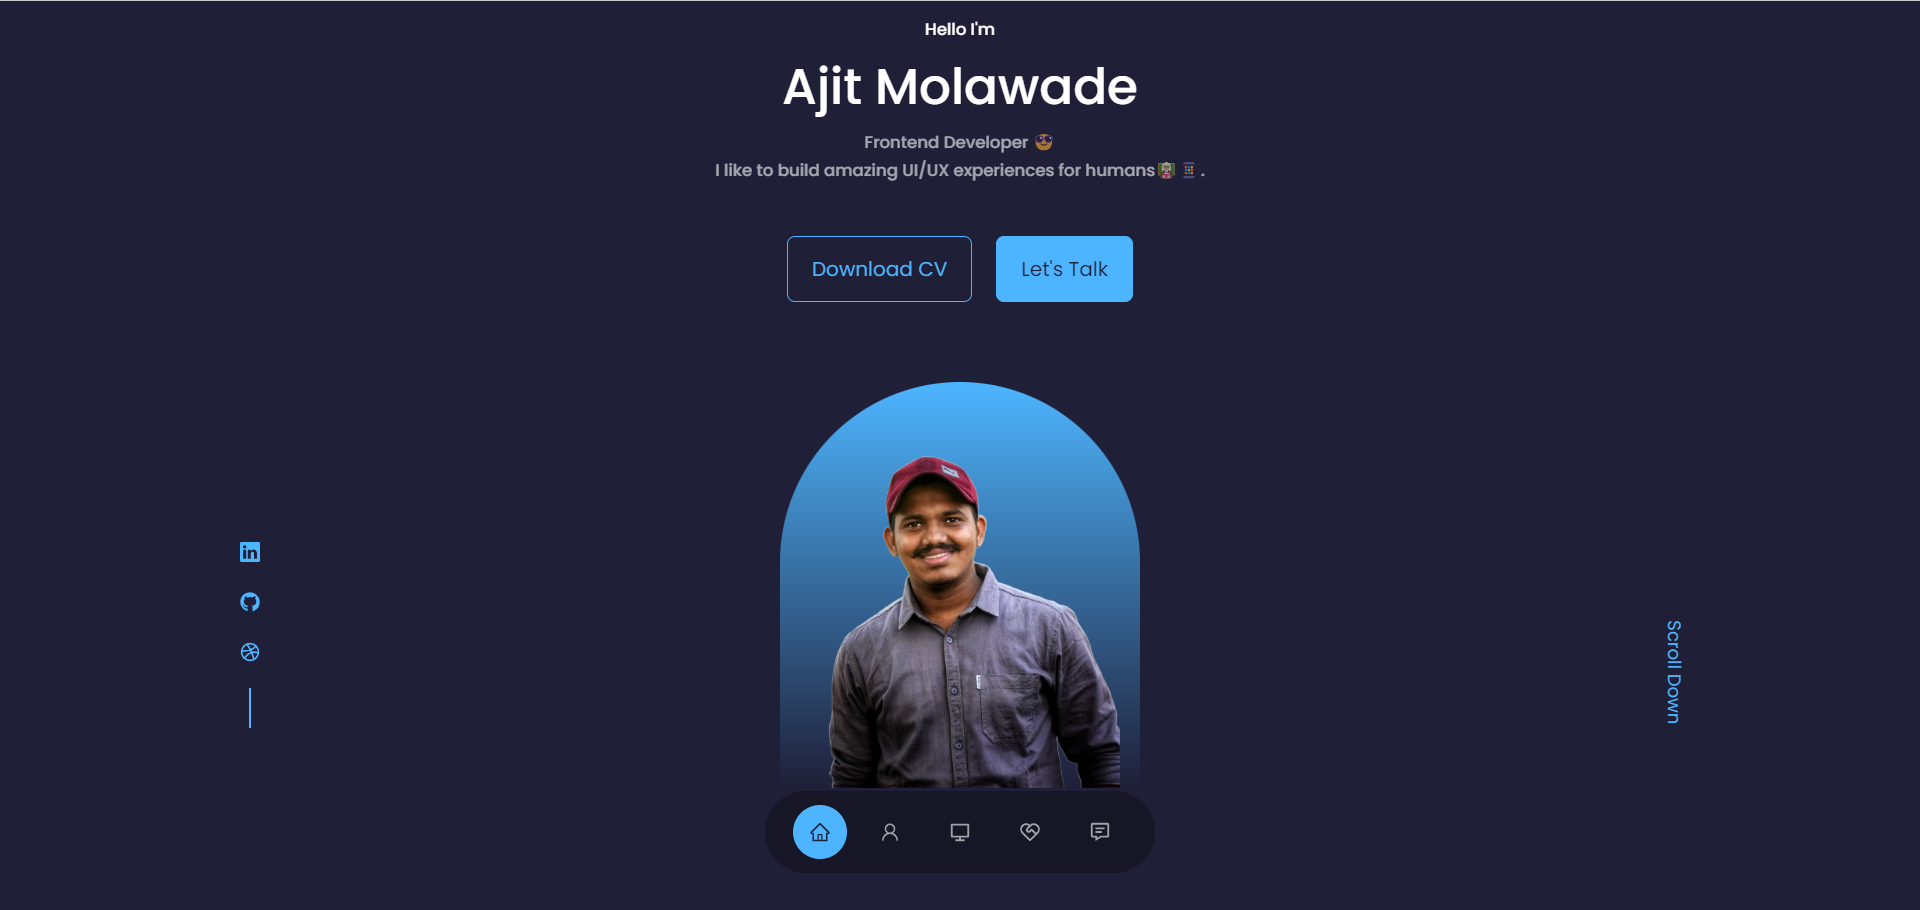 Hello I'm
Ajit Molawade
Frontend Developer
I like to build amazing UI/UX experiences for humans .
Download CV
Let's Talk
in
Scroll Down